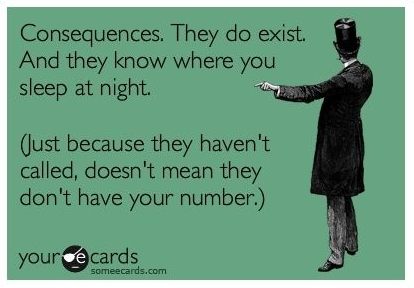 Consequences. They do exist.
And they know where you
sleep at night.
(Just because they haven't
called, doesn't mean they
don't have your number.)
your e cards
someecards.com